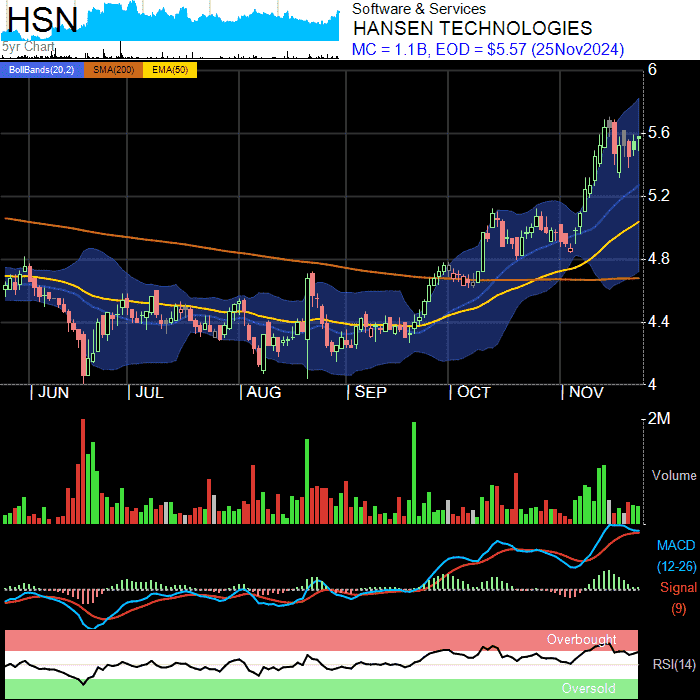 HSN
5yr Chart
Software & Services
HANSEN TECHNOLOGIES
MC = 1.1B, EOD = $5.57 (25Nov2024)
BollBands(20,2) SMA(200) EMA(50)
6
5.6
5.2
4.8
4.4
4
JUN JUL AUG SEP OCT NOV
2M
Volume
MACD
(12-26)
Signal
(9)
Overbought
RSI(14)
Oversold